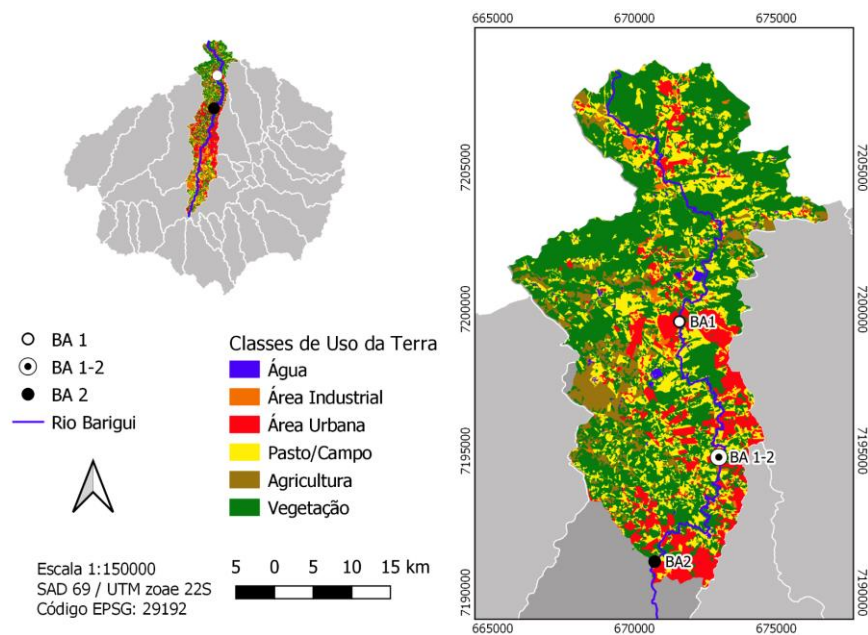 BA 1
BA 1-2
BA 2
Rio Barigui
Classes de Uso da Terra
Água
Área Industrial
Área Urbana
Pasto/Campo
Agricultura
Vegetação
Escala 1:150000
SAD 69 / UTM zoae 22S
Código EPSG: 29192
5 0 5 10 15 km
665000 670000 675000
7205000 7205000
7200000 7200000
BA1
7195000 7195000
BA 1-2
BA2
7190000 7190000
665000 670000 675000